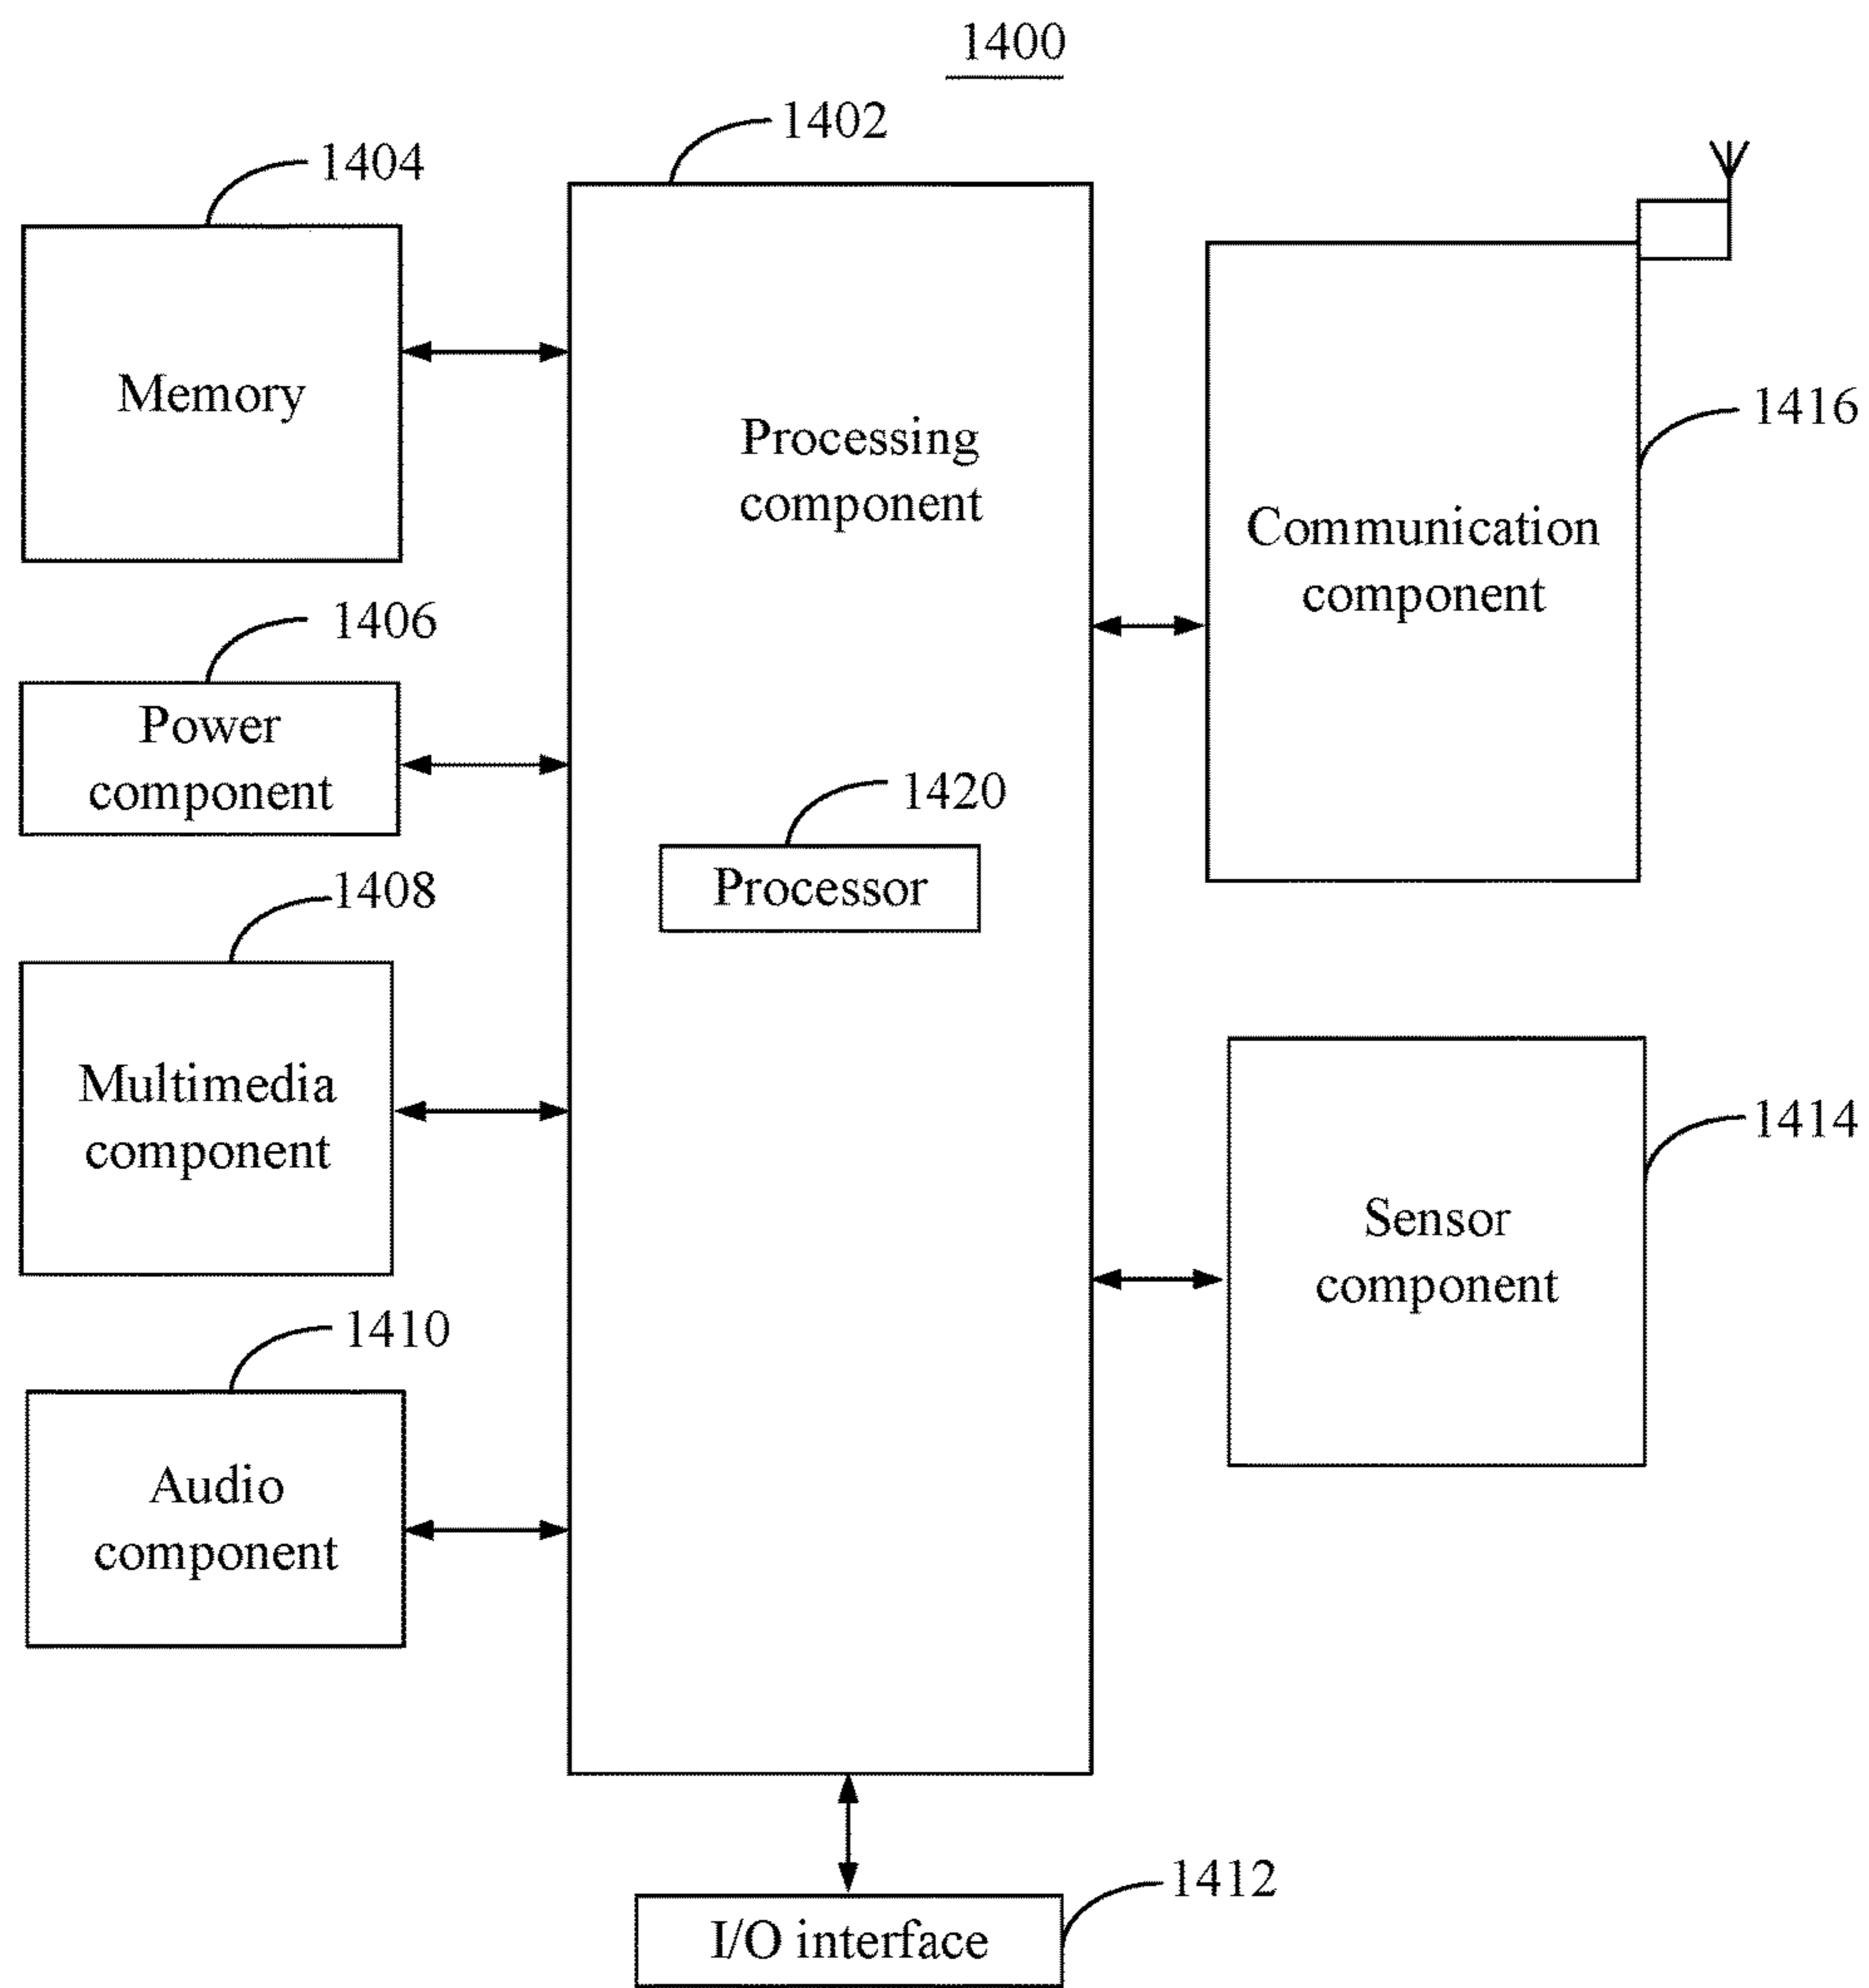 1400
1402
1404
Memory
Processing
component
1416
Communication
component
1406
Power
component
1420
Processor
1408
Multimedia
component
1414
Sensor
component
1410
Audio
component
1412
I/O interface